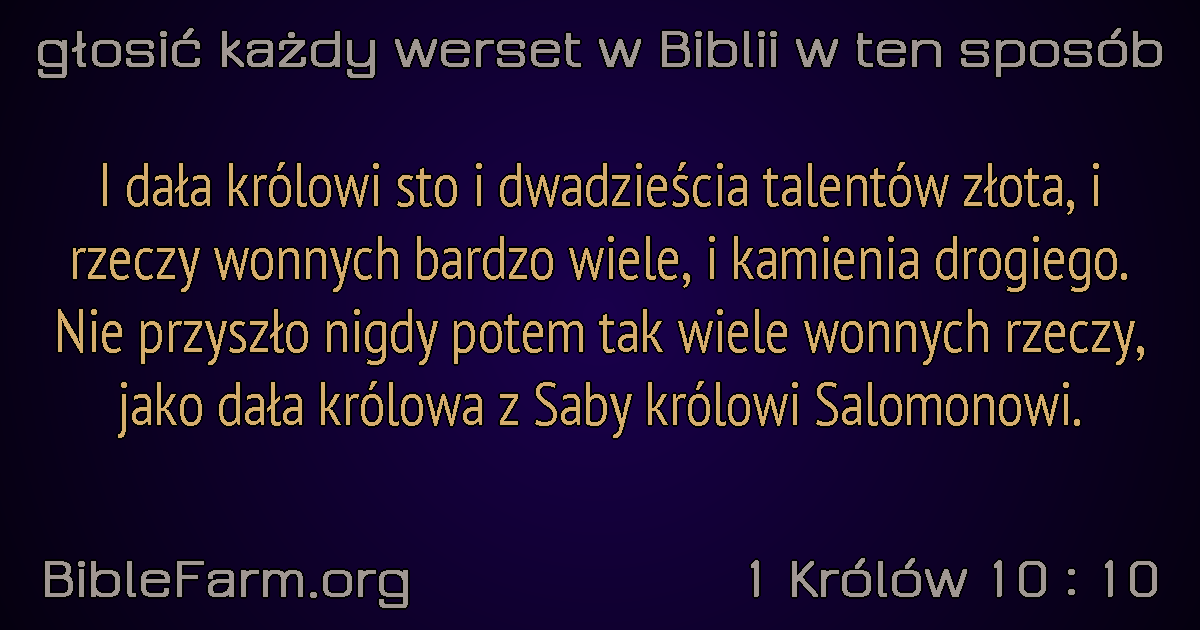 głosić każdy werset w Biblii w ten sposób
I dała królowi sto i dwadzieścia talentów złota, i
rzeczy wonnych bardzo wiele, i kamienia drogiego.
Nie przyszło nigdy potem tak wiele wonnych rzeczy,
jako dała królowa z Saby królowi Salomonowi.
BibleFarm.org
1 Królów 10 : 10